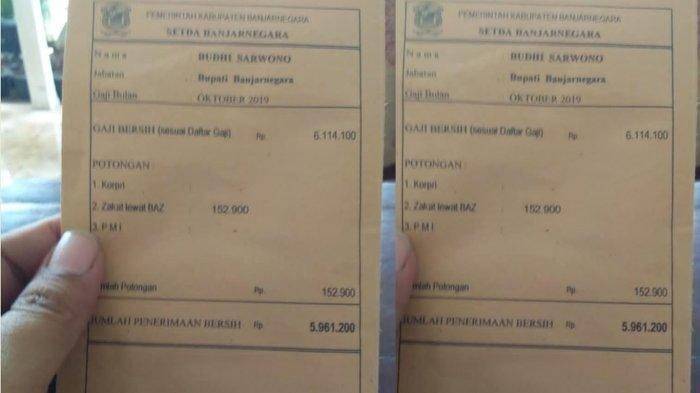 PEMERINTAH KABUPATEN BANJARNEGARA
SETDA BANJARNEGARA
Nama BUDHI SARWONO
Jabatan Bupati Banjarnegara
Gaji Bulan OKTOBER 2019
GAJI BERSIH (sesuai Daftar Gaji) Rp. 6.114.100
POTONGAN :
1. Korpri
2. Zakat lewat BAZ 152.900
3. P M I
mlah Potongan Rp. 152.900
JUMLAH PENERIMAAN BERSIH Rp. 5.961.200
PEMERINTAH KABUPATEN BANJARNEGARA
SETDA BANJARNEGARA
Nama BUDHI SARWONO
Jabatan Bupati Banjarnegara
Gaji Bulan OKTOBER 2019
GAJI BERSIH (sesuai Daftar Gaji) Rp. 6.114.100
POTONGAN :
1. Korpri
2. Zakat lewat BAZ 152.900
3. P M I
mlah Potongan Rp. 152.900
JUMLAH PENERIMAAN BERSIH Rp. 5.961.200